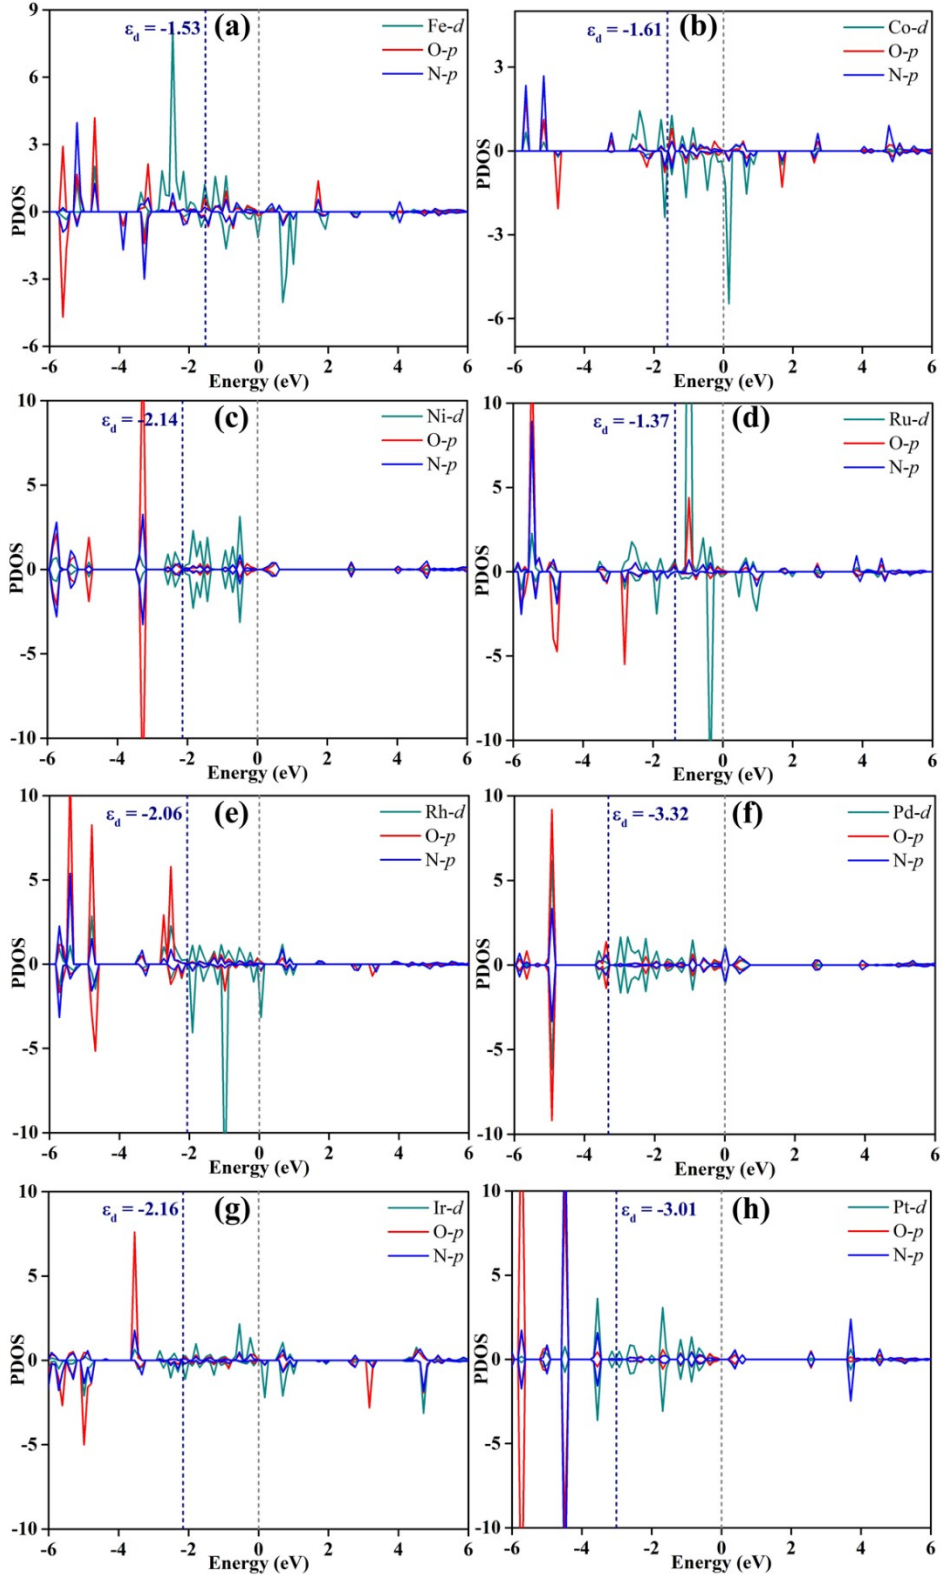 (a)
εd = -1.53
Fe-d
O-p
N-p
PDOS
9
6
3
0
-3
-6
-6 -4 -2 0 2 4 6
Energy (eV)
(b)
εd = -1.61
Co-d
O-p
N-p
PDOS
3
0
-3
-6
-6 -4 -2 0 2 4 6
Energy (eV)
(c)
εd = -2.14
Ni-d
O-p
N-p
PDOS
10
5
0
-5
-10
-6 -4 -2 0 2 4 6
Energy (eV)
(d)
εd = -1.37
Ru-d
O-p
N-p
PDOS
10
5
0
-5
-10
-6 -4 -2 0 2 4 6
Energy (eV)
(e)
εd = -2.06
Rh-d
O-p
N-p
PDOS
10
5
0
-5
-10
-6 -4 -2 0 2 4 6
Energy (eV)
(f)
εd = -3.32
Pd-d
O-p
N-p
PDOS
10
5
0
-5
-10
-6 -4 -2 0 2 4 6
Energy (eV)
(g)
εd = -2.16
Ir-d
O-p
N-p
PDOS
10
5
0
-5
-10
-6 -4 -2 0 2 4 6
Energy (eV)
(h)
εd = -3.01
Pt-d
O-p
N-p
PDOS
10
5
0
-5
-10
-6 -4 -2 0 2 4 6
Energy (eV)